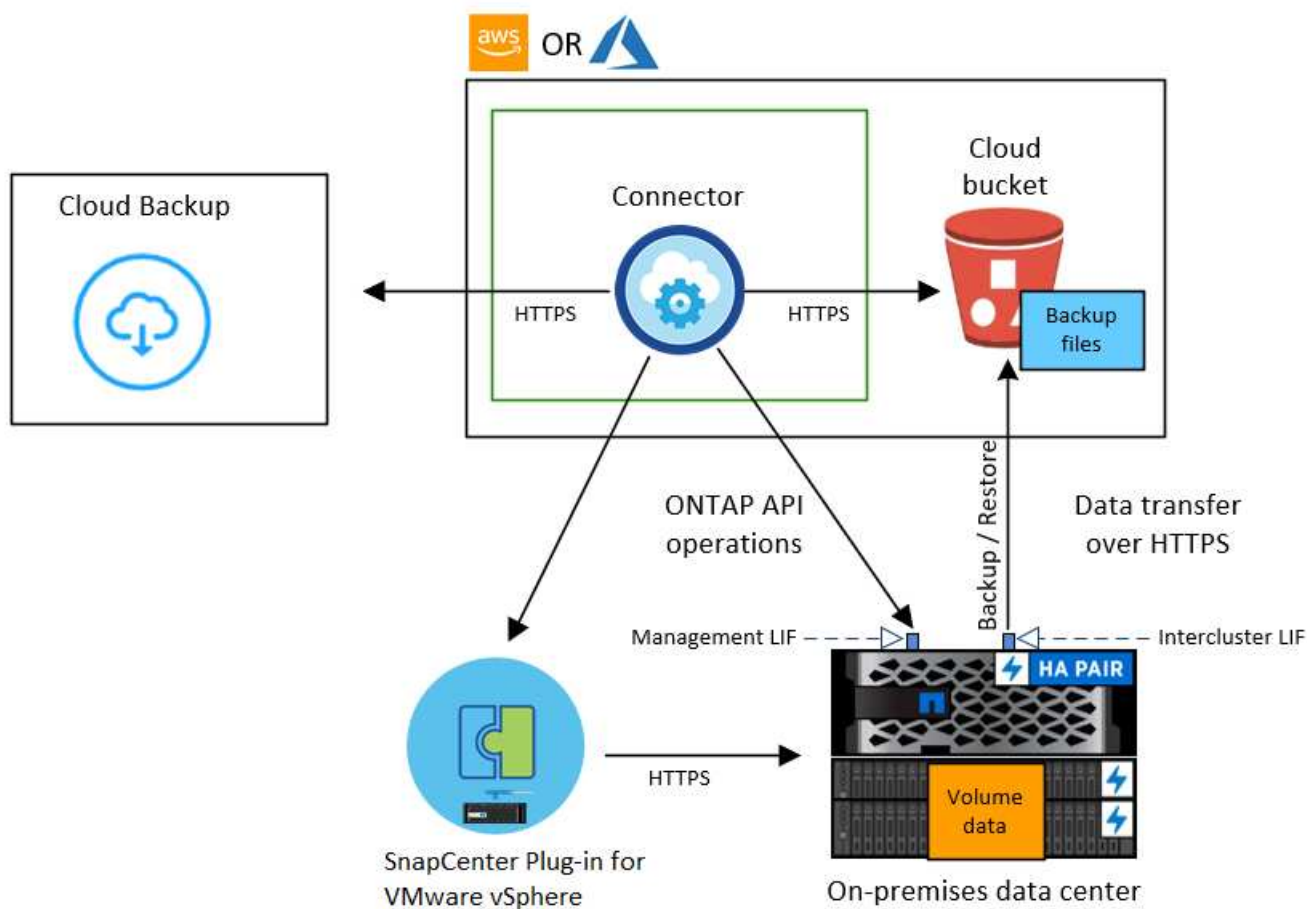 aws
OR
Cloud Backup
Connector
Cloud
bucket
HTTPS
HTTPS
Backup
files
ONTAP API
operations
Backup / Restore
Data transfer
over HTTPS
Management LIF
Intercluster LIF
HA PAIR
HTTPS
Volume
data
SnapCenter Plug-in for
VMware vSphere
On-premises data center